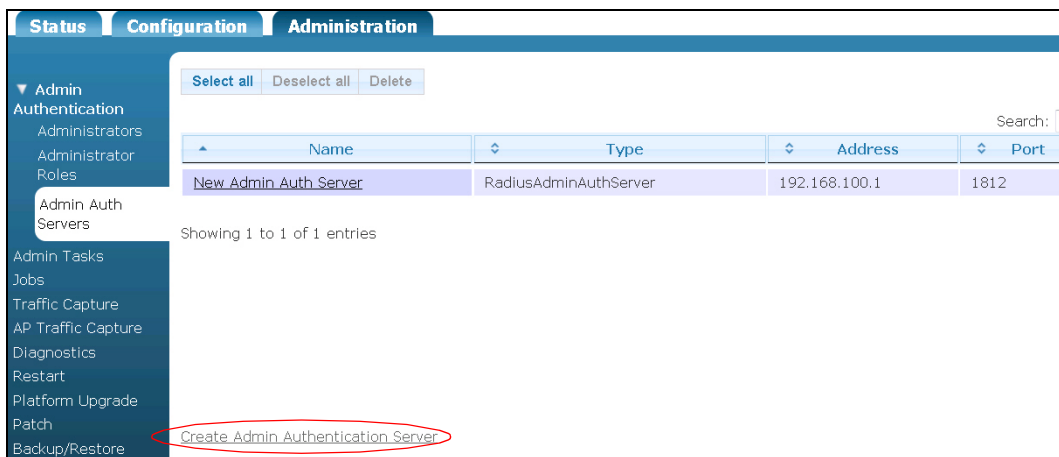 Status Configuration Administration
Admin
Authentication
Administrators
Administrator
Roles
Admin Auth
Servers
Admin Tasks
Jobs
Traffic Capture
AP Traffic Capture
Diagnostics
Restart
Platform Upgrade
Patch
Backup/Restore
Select all Deselect all Delete
Search:
Name Type Address Port
New Admin Auth Server RadiusAdminAuthServer 192.168.100.1 1812
Showing 1 to 1 of 1 entries
Create Admin Authentication Server